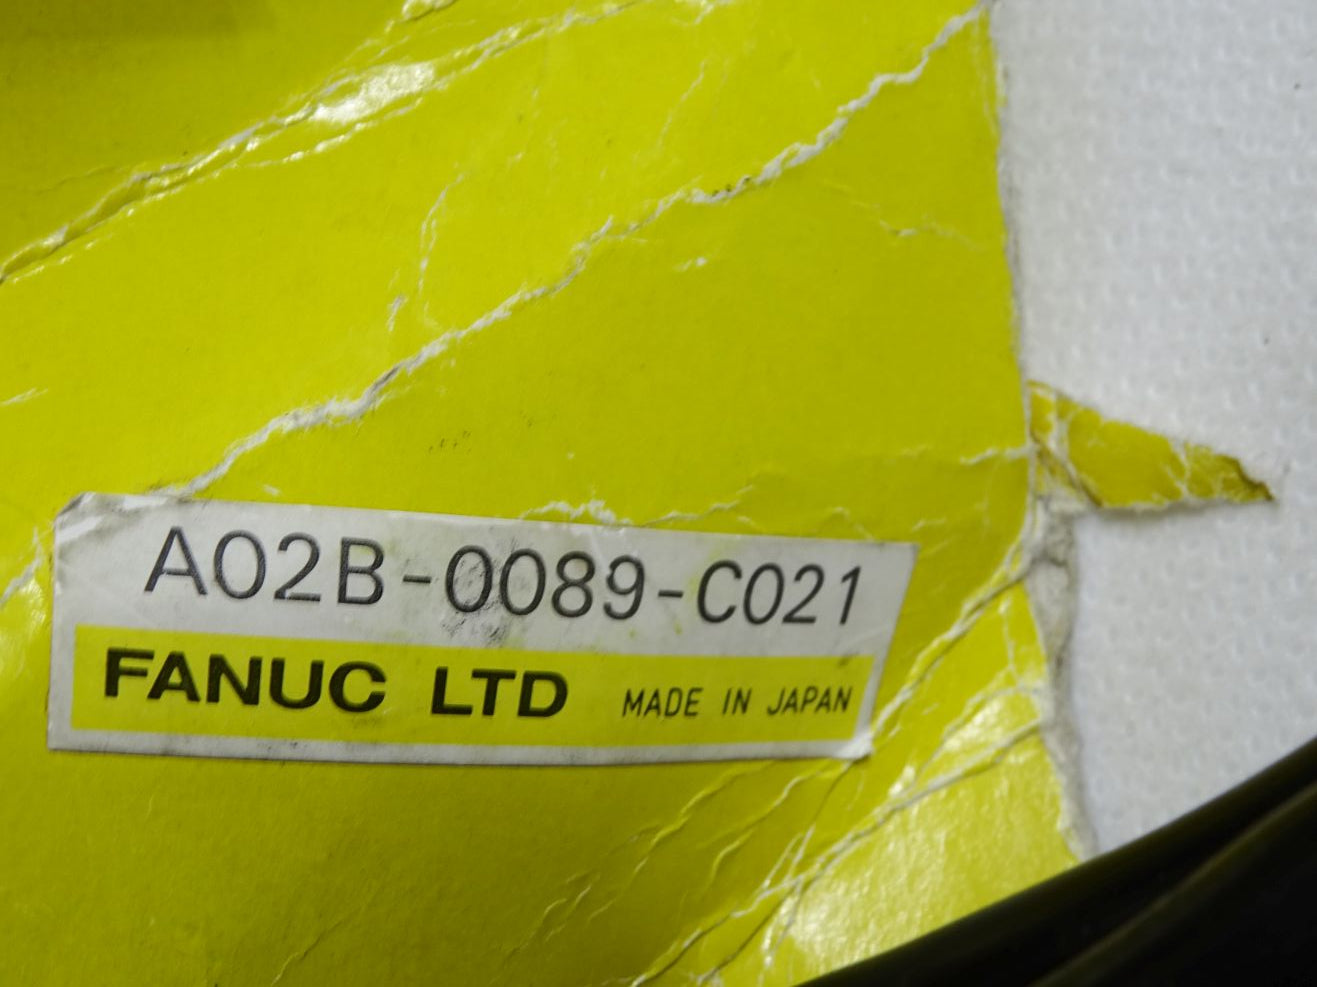 A02B-0089-C021
FANUC LTD MADE IN JAPAN